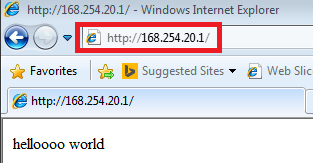 http://168.254.20.1/ - Windows Internet Explorer
http://168.254.20.1/
Favorites Suggested Sites Web Slic
http://168.254.20.1/
helloooo world